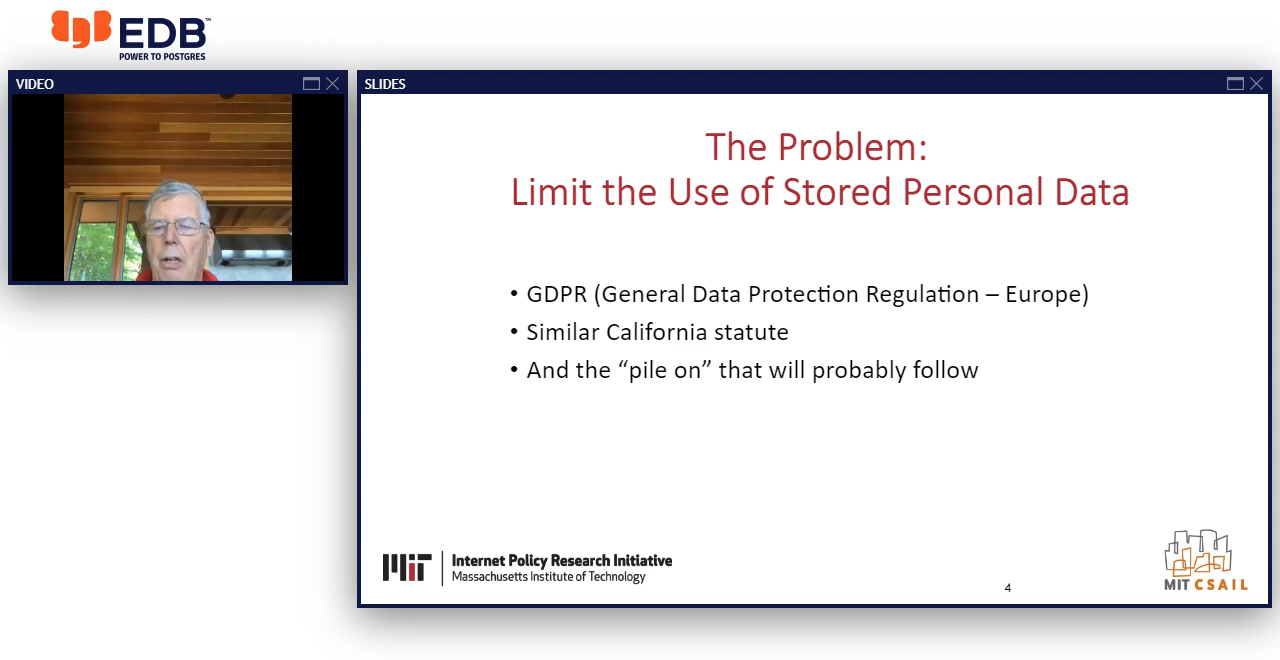 EDB™
POWER TO POSTGRES
VIDEO
SLIDES
The Problem:
Limit the Use of Stored Personal Data
• GDPR (General Data Protection Regulation – Europe)
• Similar California statute
• And the “pile on” that will probably follow
MIT
Internet Policy Research Initiative
Massachusetts Institute of Technology
4
MIT CSAIL